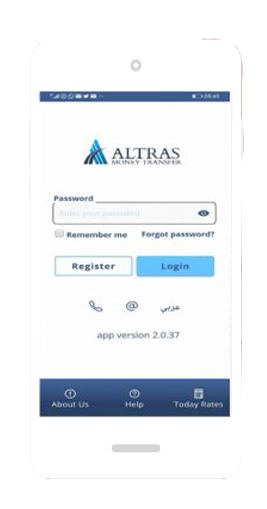 05:45
ALTRAS
MONEY TRANSFER
Password
Enter your password
Remember me
Forgot password?
Register
Login
@
عربي
app version 2.0.37
About Us
Help
Today Rates